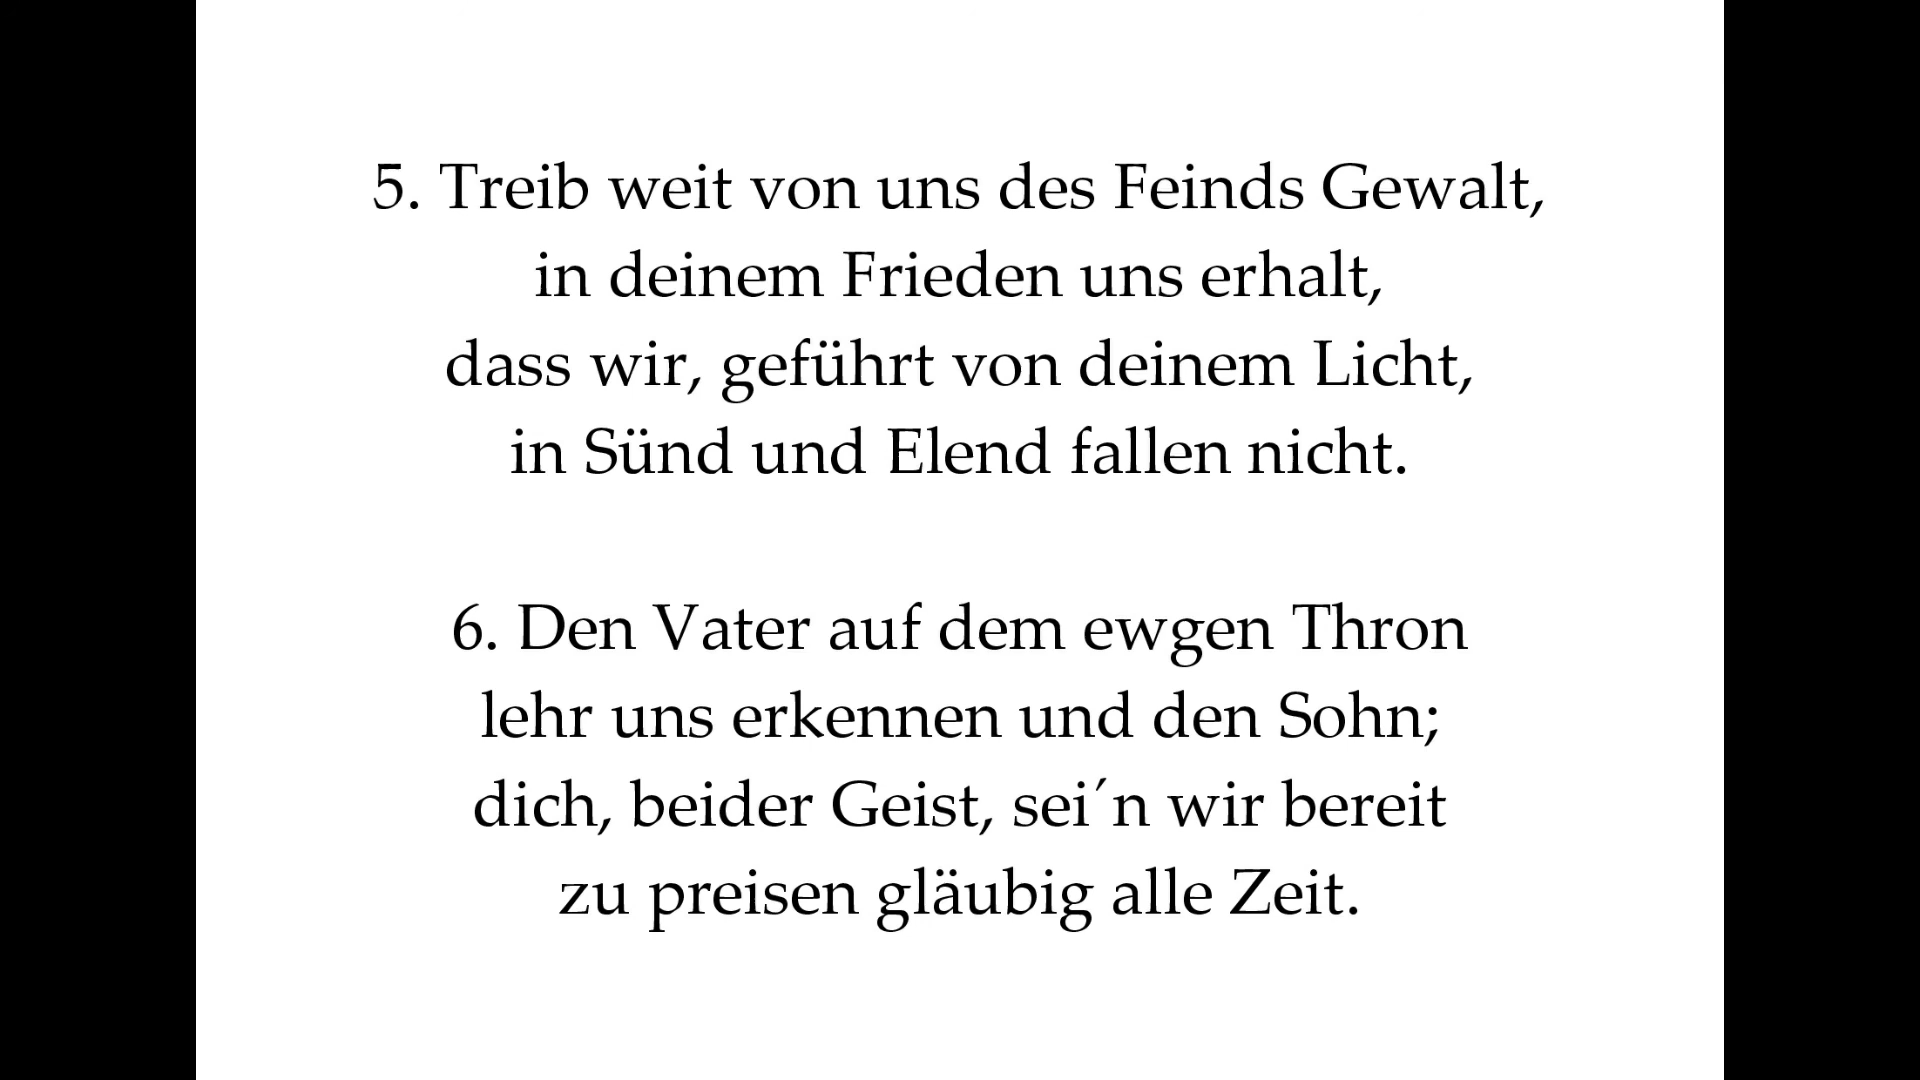 5. Treib weit von uns des Feinds Gewalt,
in deinem Frieden uns erhalt,
dass wir, geführt von deinem Licht,
in Sünd und Elend fallen nicht.
6. Den Vater auf dem ewgen Thron
lehr uns erkennen und den Sohn;
dich, beider Geist, sei´n wir bereit
zu preisen gläubig alle Zeit.